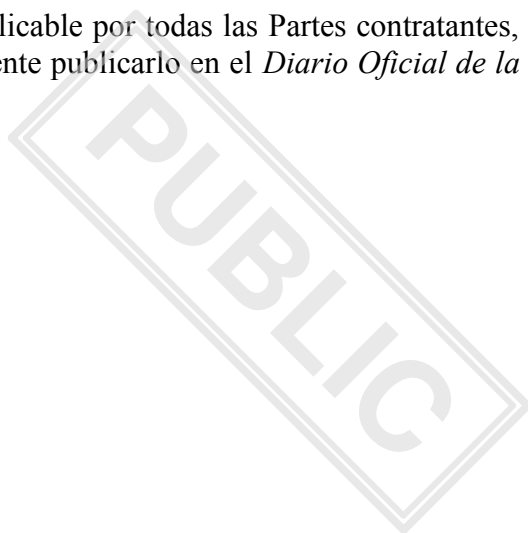 licable por todas las Partes contratantes,
ente publicarlo en el Diario Oficial de la
PUBLIC